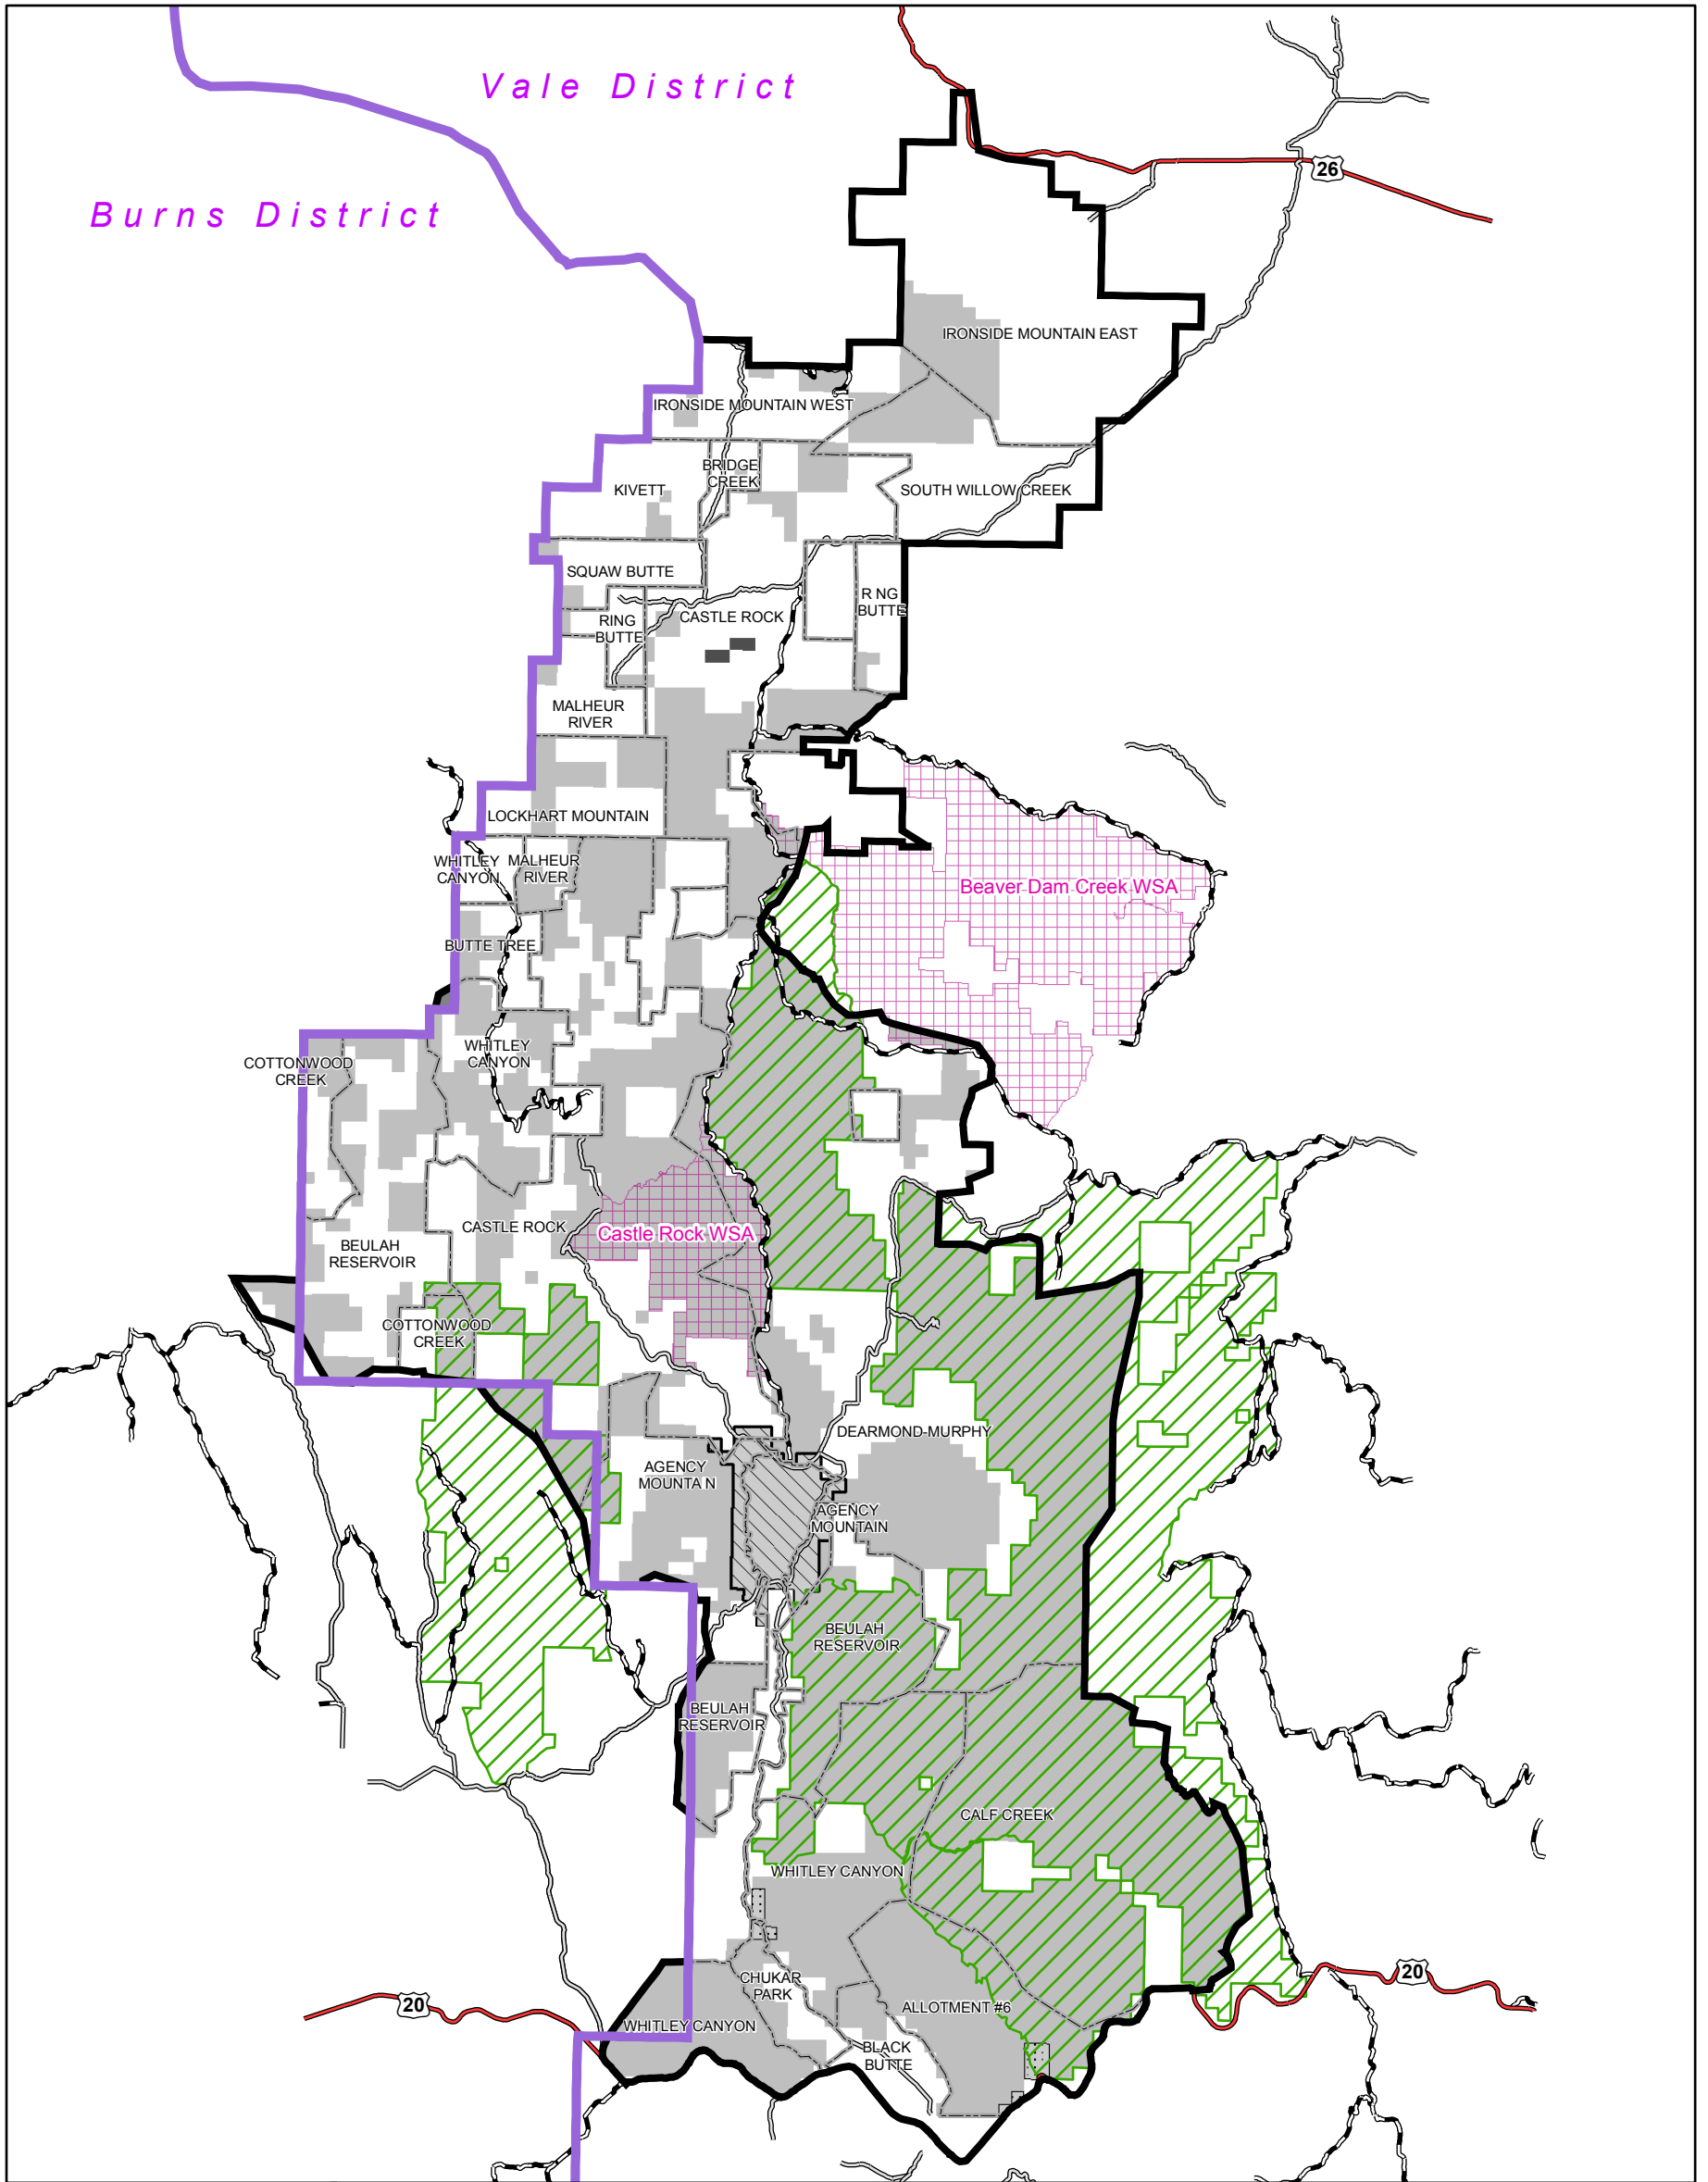 Vale District
26
Burns District
IRONSIDE MOUNTAIN EAST
IRONSIDE MOUNTAIN WEST
BRIDGE
CREEK
KIVETT
SOUTH WILLOW CREEK
SQUAW BUTTE
R NG
BUTTE
RING
BUTTE
CASTLE ROCK
MALHEUR
RIVER
LOCKHART MOUNTAIN
WHITLEY
CANYON
MALHEUR
RIVER
Beaver Dam Creek WSA
BUTTE TREE
WHITLEY
CANYON
COTTONWOOD
CREEK
CASTLE ROCK
Castle Rock WSA
BEULAH
RESERVOIR
COTTONWOOD
CREEK
DEARMOND-MURPHY
AGENCY
MOUNTA N
AGENCY
MOUNTAIN
BEULAH
RESERVOIR
BEULAH
RESERVOIR
CALF CREEK
WHITLEY CANYON
20
CHUKAR
PARK
20
ALLOTMENT #6
WHITLEY CANYON
BLACK
BUTTE